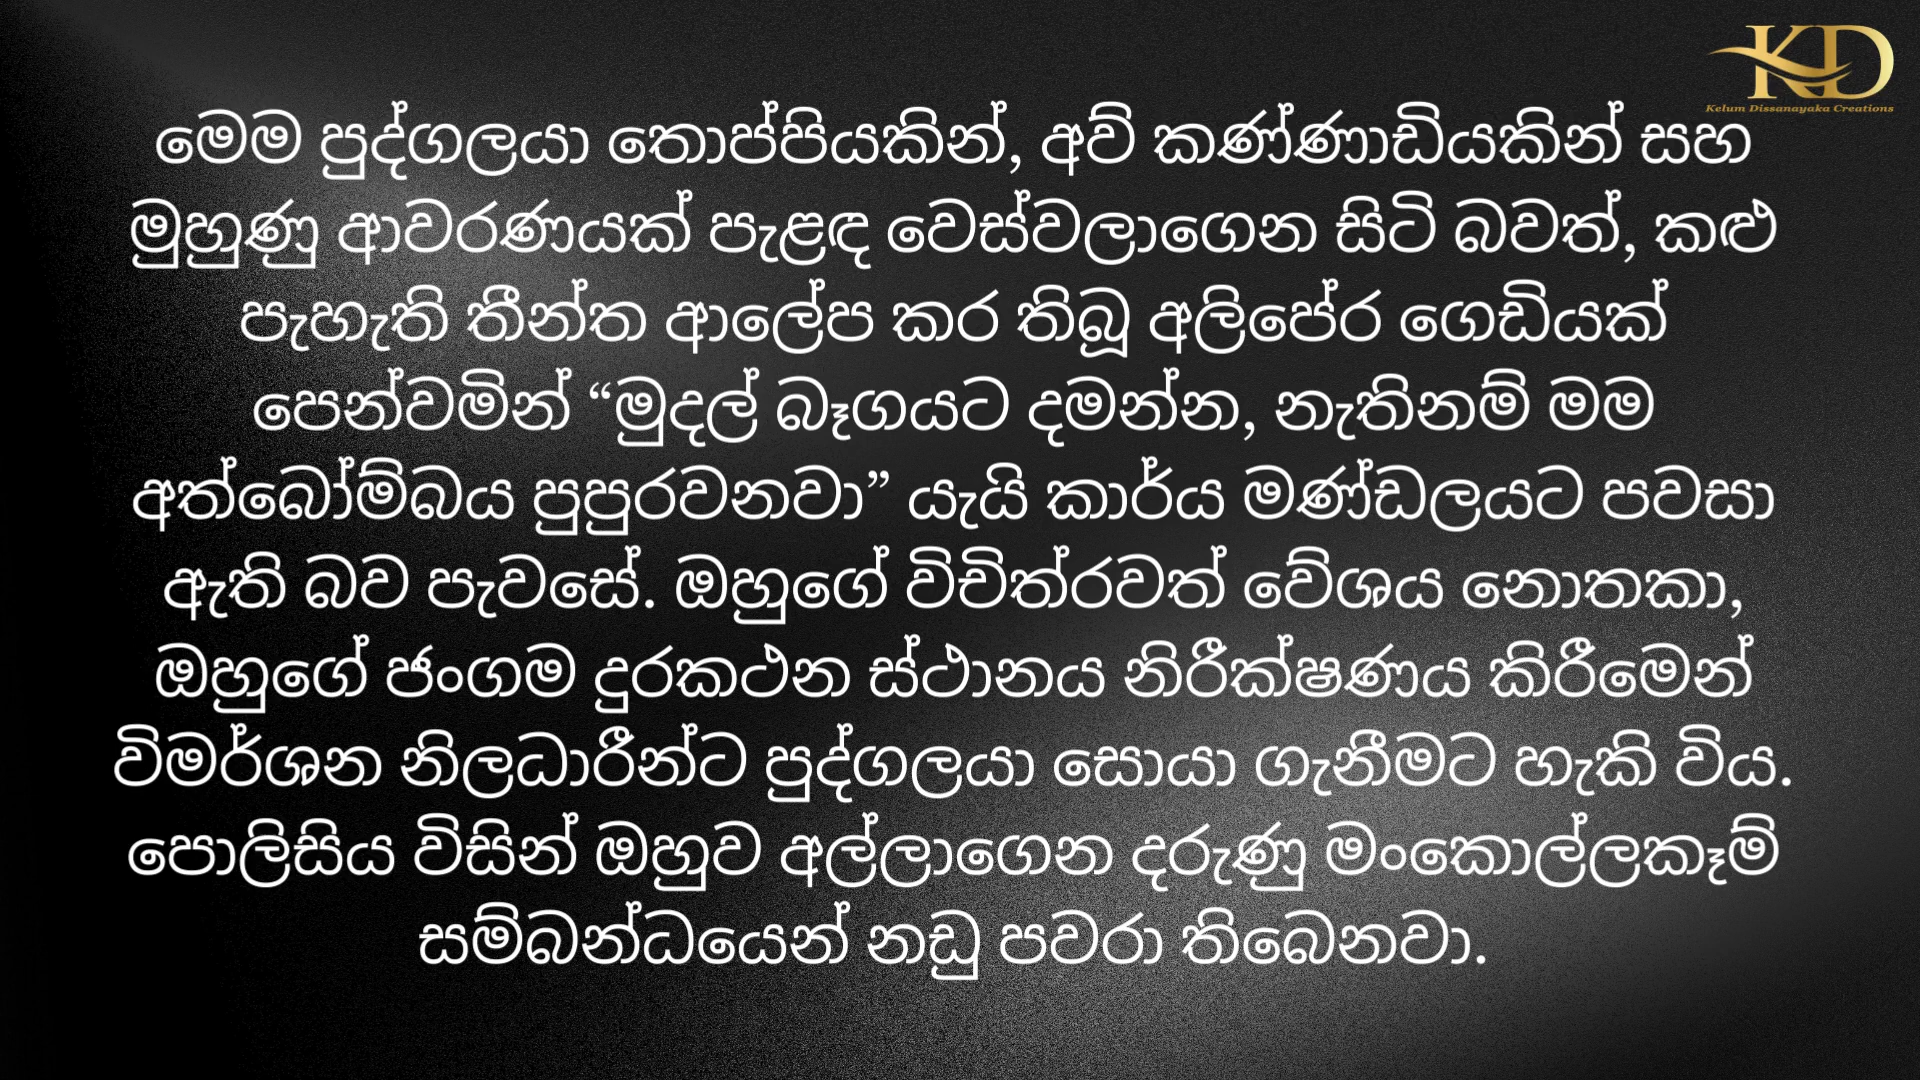 KD
Kelum Dissanayaka Creations
මෙම පුද්ගලයා තොප්පියකින්, අව් කණ්ණාඩියකින් සහ
මුහුණු ආවරණයක් පැළඳ වෙස්වලාගෙන සිටි බවත්, කළු
පැහැති තීන්ත ආලේප කර තිබූ අලිපේර ගෙඩියක්
පෙන්වමින් “මුදල් බෑගයට දමන්න, නැතිනම් මම
අත්බෝම්බය පුපුරවනවා” යැයි කාර්ය මණ්ඩලයට පවසා
ඇති බව පැවසේ. ඔහුගේ විචිත්රවත් වේශය නොතකා,
ඔහුගේ ජංගම දුරකථන ස්ථානය නිරීක්ෂණය කිරීමෙන්
විමර්ශන නිලධාරීන්ට පුද්ගලයා සොයා ගැනීමට හැකි විය.
පොලිසිය විසින් ඔහුව අල්ලාගෙන දරුණු මංකොල්ලකෑම්
සම්බන්ධයෙන් නඩු පවරා තිබෙනවා.